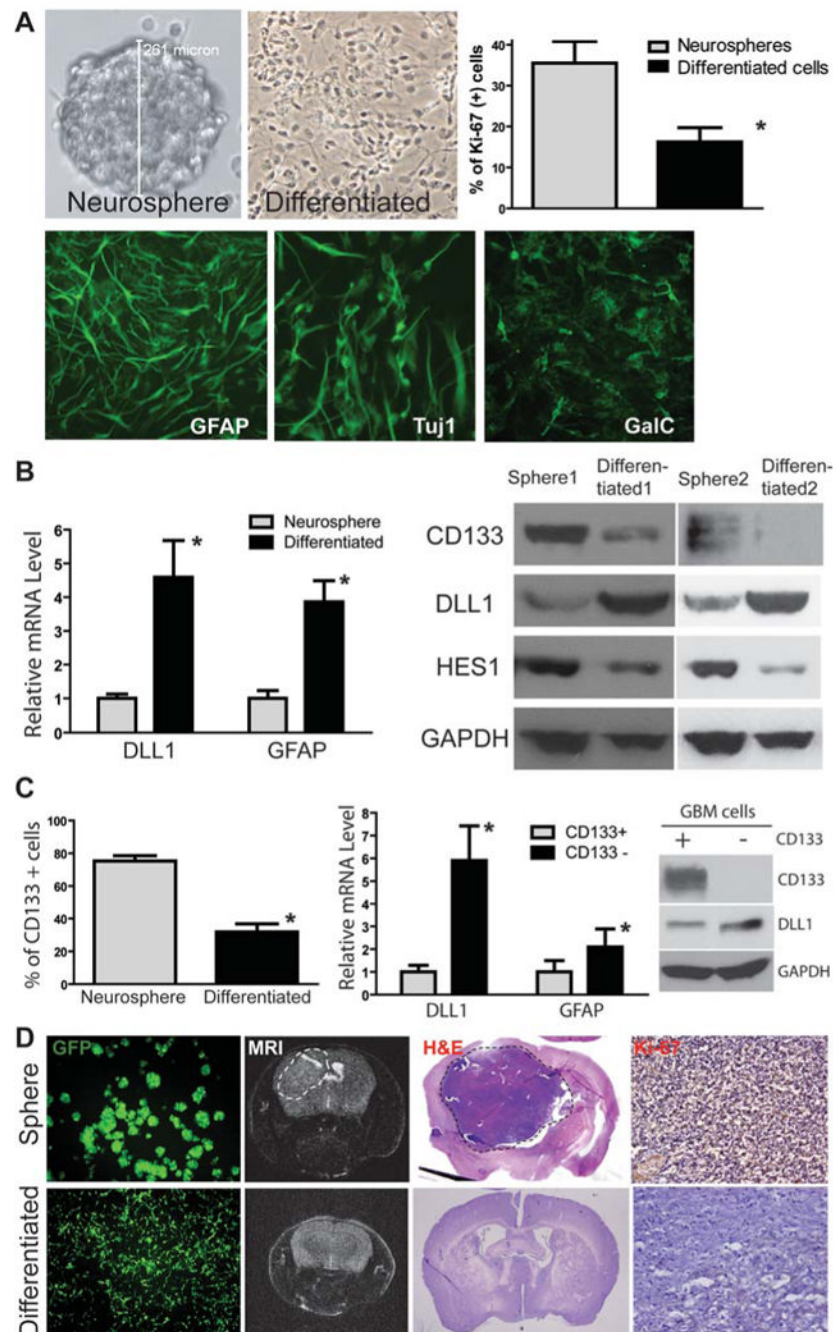 A
261 micron
Neurosphere
Differentiated
% of Ki-67 (+) cells
40
30
20
10
0
Neurospheres
Differentiated cells
*
GFAP
Tuj1
GalC
B
Relative mRNA Level
6
5
4
3
2
1
0
Neurosphere
Differentiated
*
*
DLL1
GFAP
Sphere1
Differen-
tiated1
Sphere2
Differen-
tiated2
CD133
DLL1
HES1
GAPDH
C
% of CD133 + cells
100
80
60
40
20
0
*
Neurosphere
Differentiated
Relative mRNA Level
8
7
6
5
4
3
2
1
0
CD133+
CD133 -
*
*
DLL1
GFAP
GBM cells
+ - CD133
CD133
DLL1
GAPDH
D
Sphere
GFP
MRI
H&E
Ki-67
Differentiated